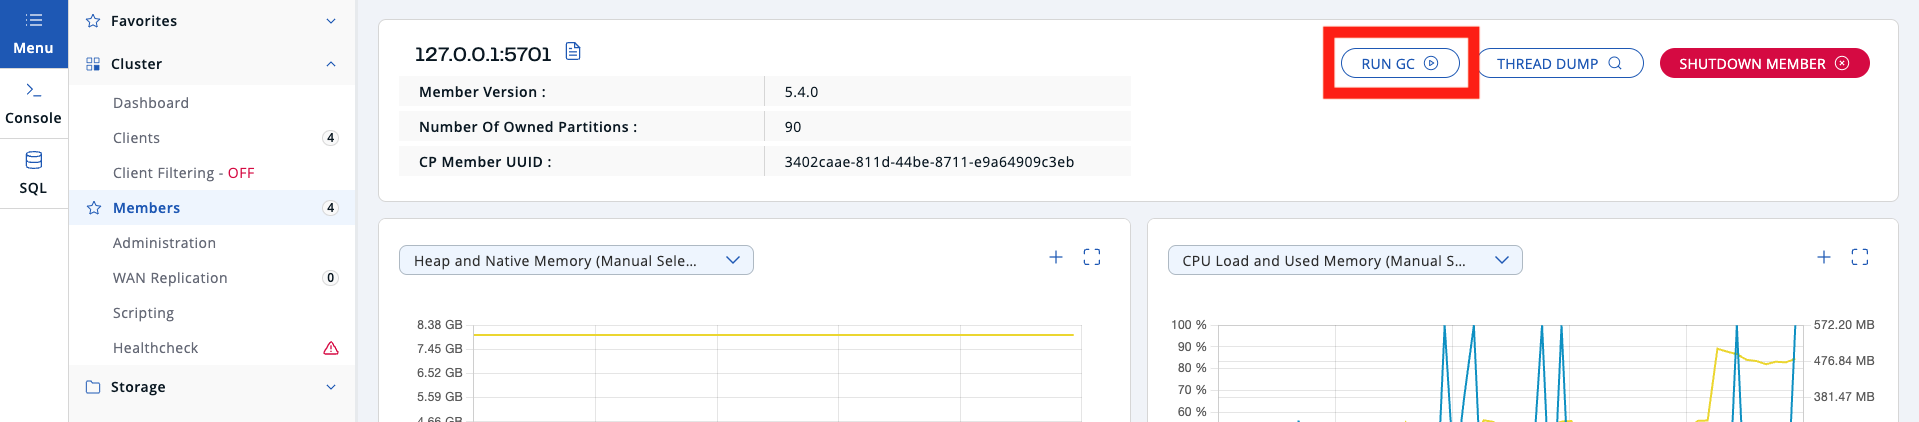 Menu
Console
SQL
Favorites
Cluster
Dashboard
Clients 4
Client Filtering - OFF
Members 4
Administration
WAN Replication 0
Scripting
Healthcheck
Storage
127.0.0.1:5701
RUN GC
THREAD DUMP
SHUTDOWN MEMBER
Member Version : 5.4.0
Number Of Owned Partitions : 90
CP Member UUID : 3402caae-811d-44be-8711-e9a64909c3eb
Heap and Native Memory (Manual Sele...
8.38 GB
7.45 GB
6.52 GB
5.59 GB
4.66 GB
CPU Load and Used Memory (Manual S...
100 %
90 %
80 %
70 %
60 %
572.20 MB
476.84 MB
381.47 MB